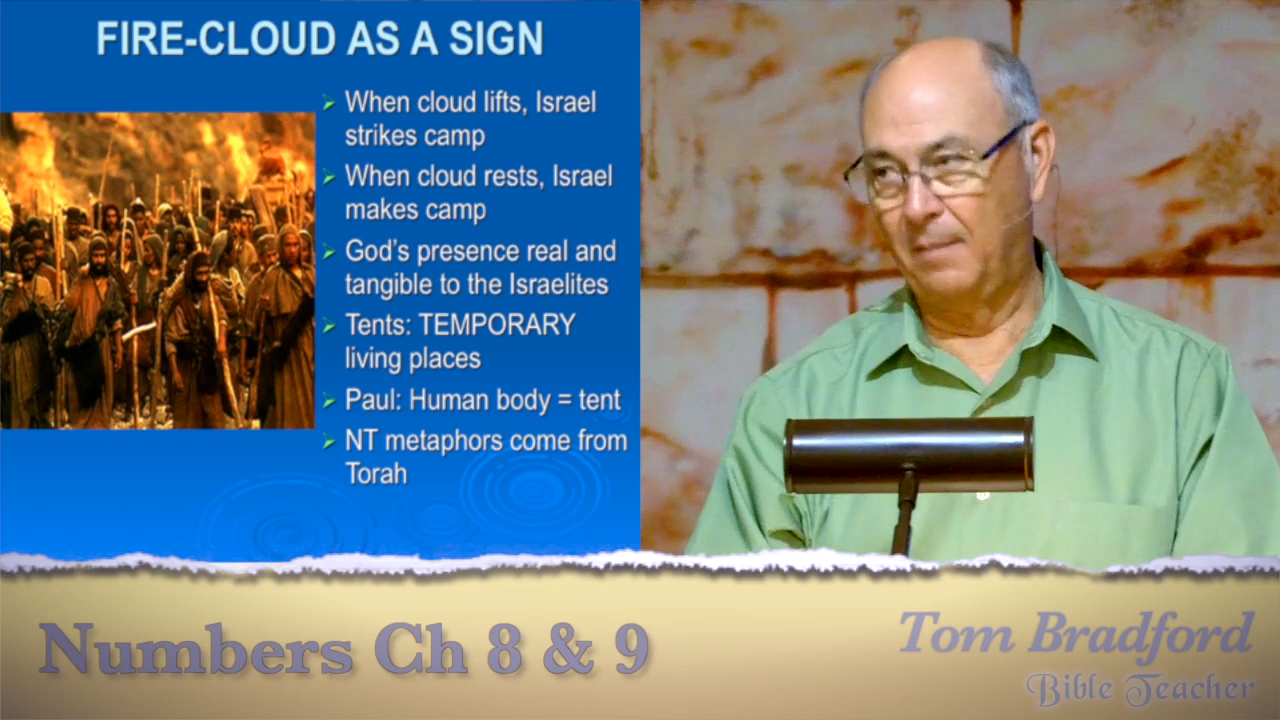 FIRE-CLOUD AS A SIGN
When cloud lifts, Israel
strikes camp
When cloud rests, Israel
makes camp
God's presence real and
tangible to the Israelites
Tents: TEMPORARY
living places
Paul: Human body = tent
NT metaphors come from
Torah
Numbers Ch 8 & 9
Tom Bradford
Bible Teacher